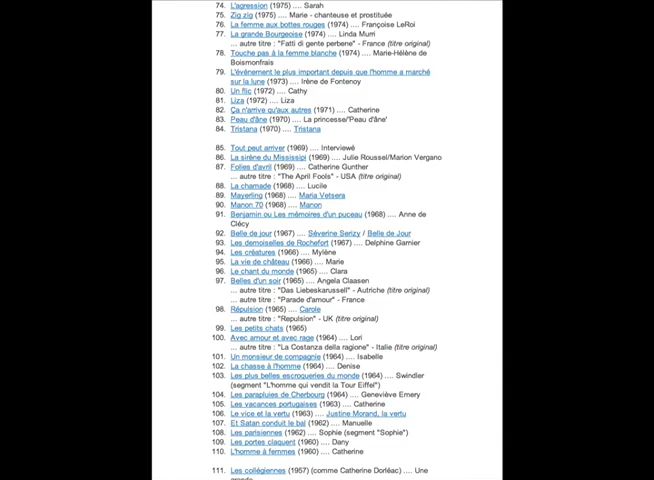 74. L'agression (1975) .... Sarah
75. Zig zig (1975) .... Marie - chanteuse et prostituée
76. La femme aux bottes rouges (1974) .... Françoise LeRoi
77. La grande Bourgeoise (1974) .... Linda Murri
... autre titre : "Fatti di gente perbene" - France (titre original)
78. Touche pas à la femme blanche (1974) .... Marie-Hélène de
Boismonfrais
79. L'événement le plus important depuis que l'homme a marché
sur la lune (1973) .... Irène de Fontenoy
80. Un flic (1972) .... Cathy
81. Liza (1972) .... Liza
82. Ça n'arrive qu'aux autres (1971) .... Catherine
83. Peau d'âne (1970) .... La princesse/'Peau d'âne'
84. Tristana (1970) .... Tristana
85. Tout peut arriver (1969) .... Interviewé
86. La sirène du Mississipi (1969) .... Julie Roussel/Marion Vergano
87. Folies d'avril (1969) .... Catherine Gunther
... autre titre : "The April Fools" - USA (titre original)
88. La chamade (1968) .... Lucile
89. Mayerling (1968) .... Maria Vetsera
90. Manon 70 (1968) .... Manon
91. Benjamin ou Les mémoires d'un puceau (1968) .... Anne de
Clécy
92. Belle de jour (1967) .... Séverine Serizy / Belle de Jour
93. Les demoiselles de Rochefort (1967) .... Delphine Garnier
94. Les créatures (1966) .... Mylène
95. La vie de château (1966) .... Marie
96. Le chant du monde (1965) .... Clara
97. Belles d'un soir (1965) .... Angela Claasen
... autre titre : "Das Liebeskarussell" - Autriche (titre original)
... autre titre : "Parade d'amour" - France
98. Répulsion (1965) .... Carole
... autre titre : "Repulsion" - UK (titre original)
99. Les petits chats (1965)
100. Avec amour et avec rage (1964) .... Lori
... autre titre : "La Costanza della ragione" - Italie (titre original)
101. Un monsieur de compagnie (1964) .... Isabelle
102. La chasse à l'homme (1964) .... Denise
103. Les plus belles escroqueries du monde (1964) .... Swindler
(segment "L'homme qui vendit la Tour Eiffel")
104. Les parapluies de Cherbourg (1964) .... Geneviève Emery
105. Les vacances portugaises (1963) .... Catherine
106. Le vice et la vertu (1963) .... Justine Morand, la vertu
107. Et Satan conduit le bal (1962) .... Manuelle
108. Les parisiennes (1962) .... Sophie (segment "Sophie")
109. Les portes claquent (1960) .... Dany
110. L'homme à femmes (1960) .... Catherine
111. Les collégiennes (1957) (comme Catherine Dorléac) .... Une